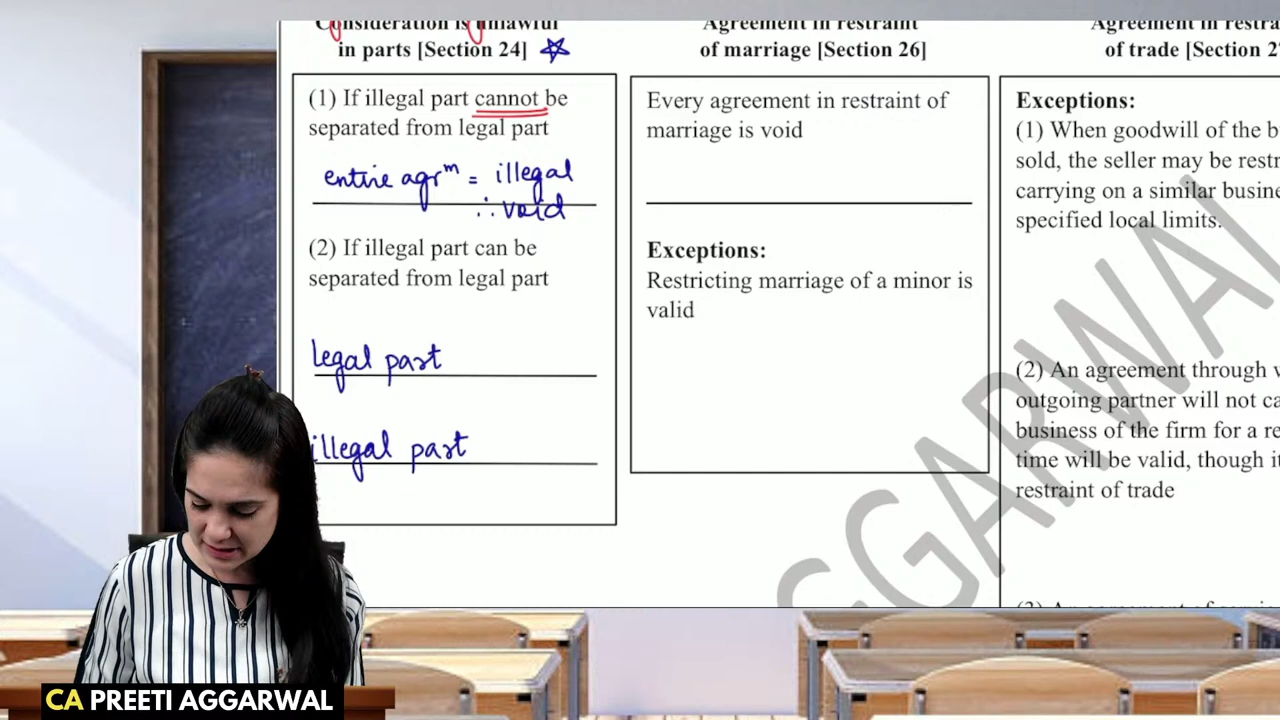 Consideration is unlawful
in parts [Section 24]
(1) If illegal part cannot be
separated from legal part
entire agrm = illegal
∴ void
(2) If illegal part can be
separated from legal part
legal part
illegal part
Agreement in restraint
of marriage [Section 26]
Every agreement in restraint of
marriage is void
Exceptions:
Restricting marriage of a minor is
valid
Agreement in restra
of trade [Section 2
Exceptions:
(1) When goodwill of the b
sold, the seller may be restr
carrying on a similar busine
specified local limits.
(2) An agreement through w
outgoing partner will not ca
business of the firm for a re
time will be valid, though it
restraint of trade
GGARWAL
CA PREETI AGGARWAL